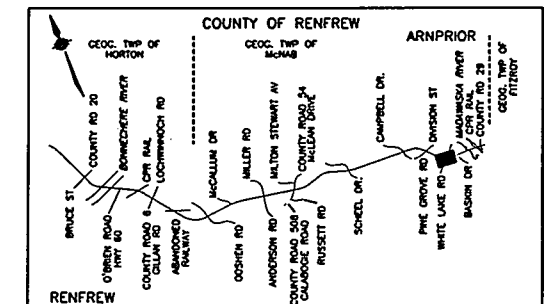 COUNTY OF RENFREW
GEOG. TWP OF
HORTON
GEOG. TWP OF
McNAB
ARNPRIOR
GEOG. TWP OF
FITZROY
BRUCE ST
COUNTY RD 20
BONNECHERE RIVER
O'BRIEN ROAD
HWY 60
CPR RAIL
COUNTY ROAD 6
GILLAN RD
LOCHWINNOCH RD
ABANDONED
RAILWAY
McCALLUM DR
GOSHEN RD
MILLER RD
ANDERSON RD
MILTON STEWART AV
COUNTY ROAD 508
CALABOGIE ROAD
COUNTY ROAD 54
McLEAN DRIVE
RUSSETT RD
SCHEEL DR.
CAMPBELL DR.
PINE GROVE RD
DIVISION ST
WHITE LAKE RD
MADAWASKA RIVER
CPR RAIL
COUNTY RD 29
BASKIN DR
RENFREW